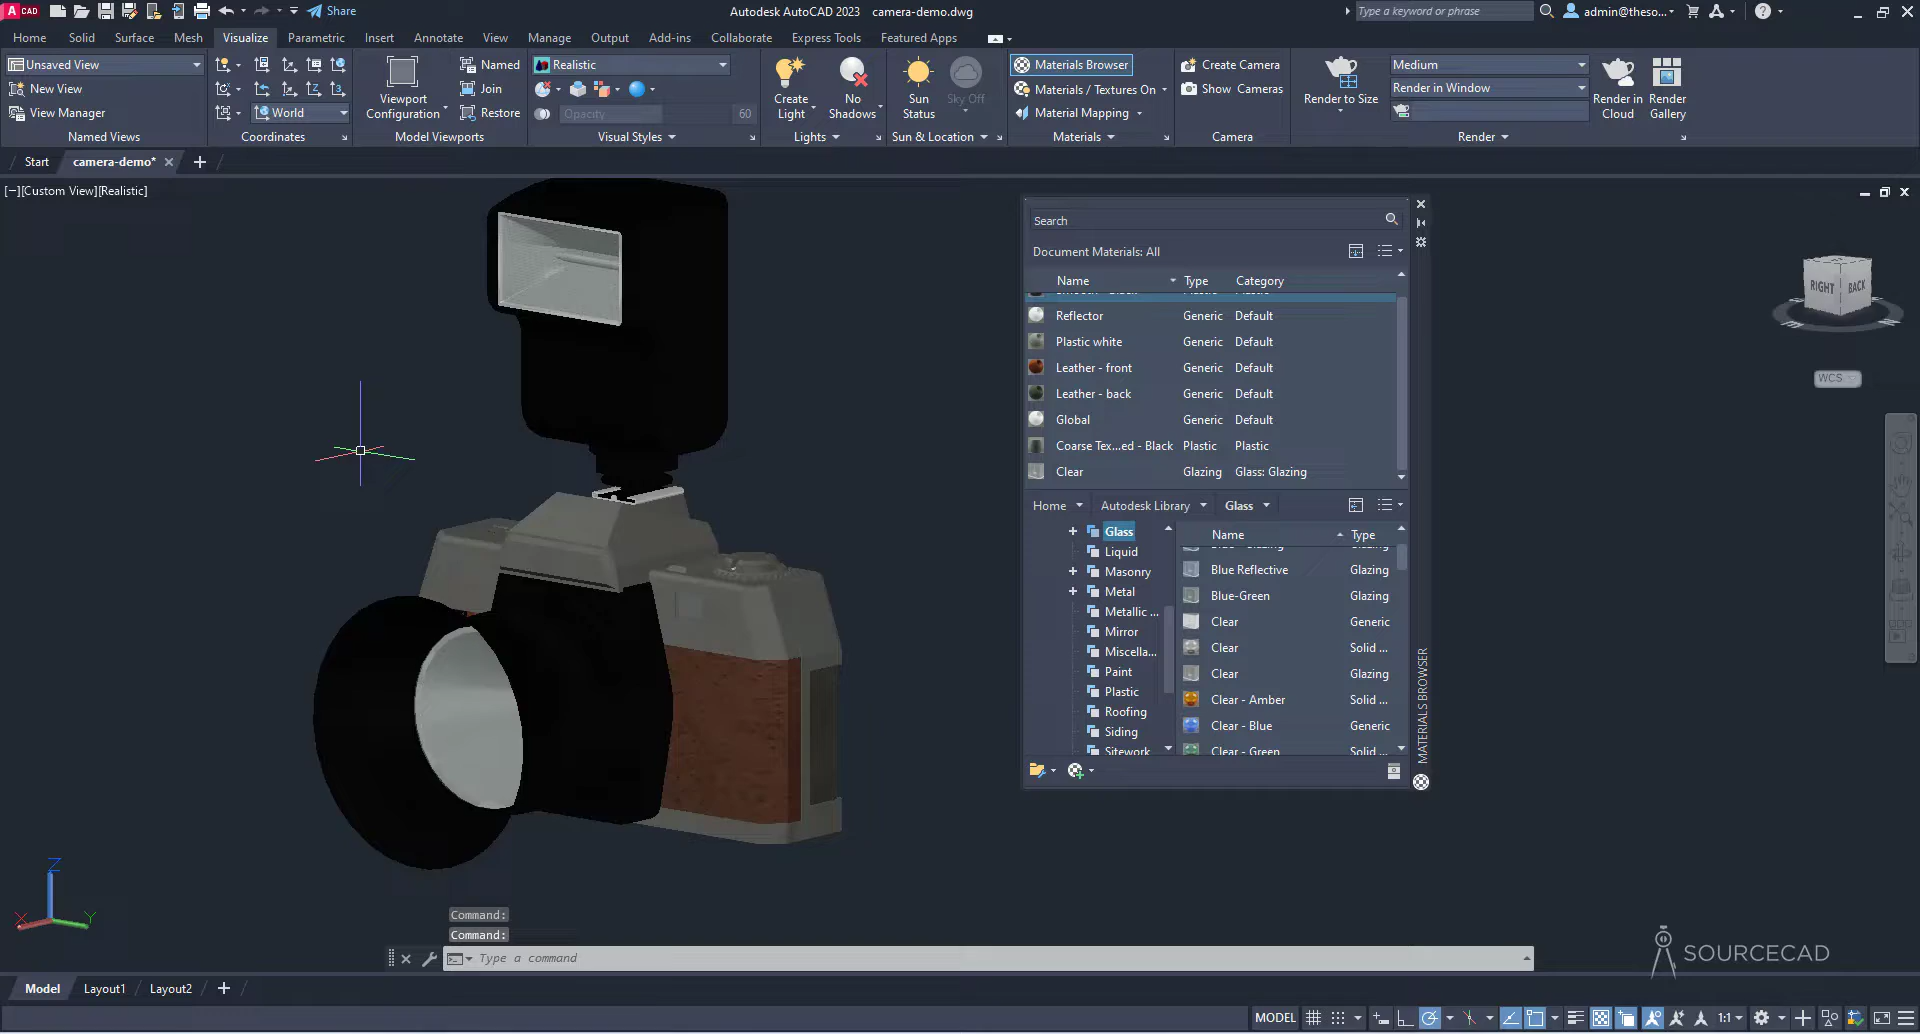 A CAD
Share
Autodesk AutoCAD 2023 camera-demo.dwg
Type a keyword or phrase
admin@theso...
Home Solid Surface Mesh Visualize Parametric Insert Annotate View Manage Output Add-ins Collaborate Express Tools Featured Apps
Unsaved View
New View
View Manager
Named Views
World
Coordinates
Viewport
Configuration
Named
Join
Restore
Model Viewports
Realistic
Opacity 60
Visual Styles
Create
Light
No
Shadows
Lights
Sun
Status
Sky Off
Sun & Location
Materials Browser
Materials / Textures On
Material Mapping
Materials
Create Camera
Show Cameras
Camera
Render to Size
Medium
Render in Window
Render in
Cloud
Render
Gallery
Render
Start camera-demo*
[−][Custom View][Realistic]
RIGHT BACK
WCS
Search
Document Materials: All
Name Type Category
Smooth - Black Plastic Plastic
Reflector Generic Default
Plastic white Generic Default
Leather - front Generic Default
Leather - back Generic Default
Global Generic Default
Coarse Tex...ed - Black Plastic Plastic
Clear Glazing Glass: Glazing
Home Autodesk Library Glass
Glass
Liquid
Masonry
Metal
Metallic ...
Mirror
Miscella...
Paint
Plastic
Roofing
Siding
Sitework
Name Type
Blue - Glazing Glazing
Blue Reflective Glazing
Blue-Green Glazing
Clear Generic
Clear Solid ...
Clear Glazing
Clear - Amber Solid ...
Clear - Blue Generic
Clear - Green Solid ...
MATERIALS BROWSER
Z
X Y
Command:
Command:
Type a command
SOURCECAD
Model Layout1 Layout2
MODEL 1:1